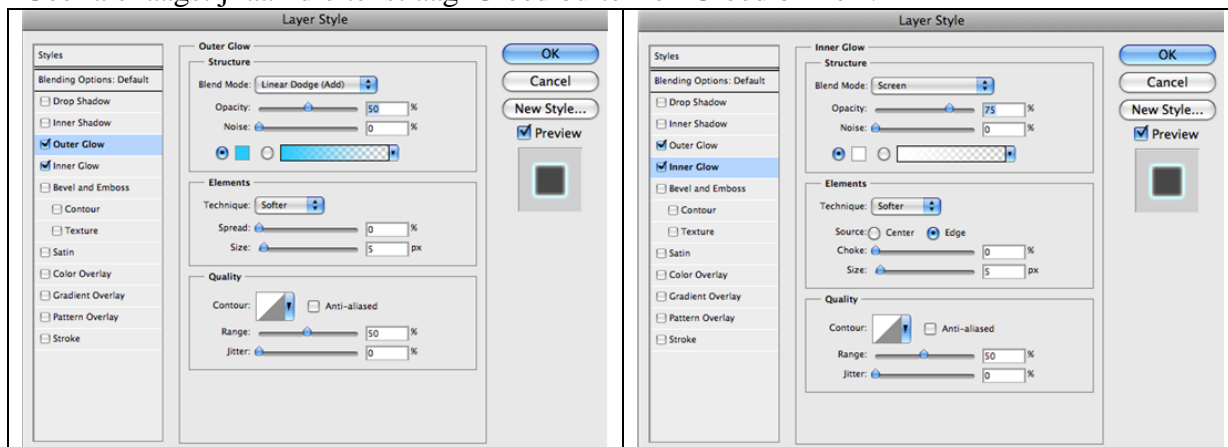 Layer Style
Styles
Blending Options: Default
Drop Shadow
Inner Shadow
Outer Glow
Inner Glow
Bevel and Emboss
Contour
Texture
Satin
Color Overlay
Gradient Overlay
Pattern Overlay
Stroke
Outer Glow
Structure
Blend Mode: Linear Dodge (Add)
Opacity: 50 %
Noise: 0 %
Elements
Technique: Softer
Spread: 0 %
Size: 5 px
Quality
Contour: Anti-aliased
Range: 50 %
Jitter: 0 %
OK
Cancel
New Style...
Preview
Layer Style
Styles
Blending Options: Default
Drop Shadow
Inner Shadow
Outer Glow
Inner Glow
Bevel and Emboss
Contour
Texture
Satin
Color Overlay
Gradient Overlay
Pattern Overlay
Stroke
Inner Glow
Structure
Blend Mode: Screen
Opacity: 75 %
Noise: 0 %
Elements
Technique: Softer
Source: Center Edge
Choke: 0 %
Size: 5 px
Quality
Contour: Anti-aliased
Range: 50 %
Jitter: 0 %
OK
Cancel
New Style...
Preview